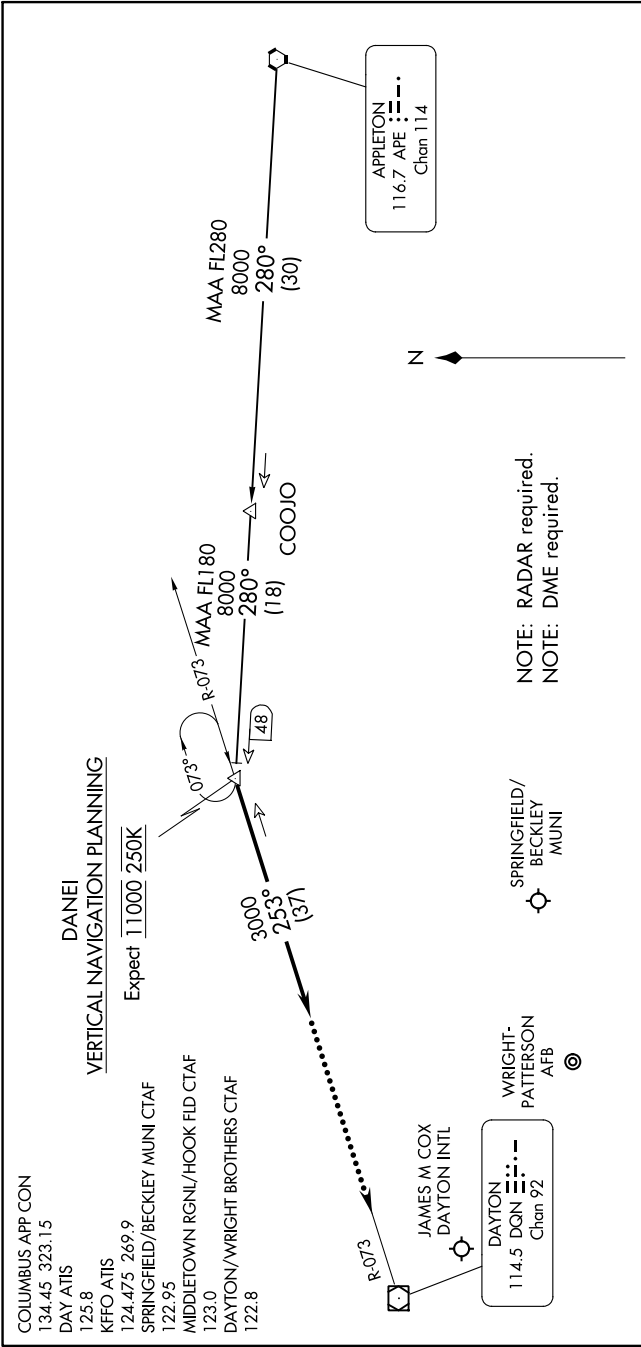 COLUMBUS APP CON
134.45 323.15
DAY ATIS
125.8
KFFO ATIS
124.475 269.9
SPRINGFIELD/BECKLEY MUNI CTAF
122.95
MIDDLETOWN RGNL/HOOK FLD CTAF
123.0
DAYTON/WRIGHT BROTHERS CTAF
122.8
DANEI
VERTICAL NAVIGATION PLANNING
Expect 11000 250K
073°
R-073
48
MAA FL180
8000
280°
(18)
COOJO
MAA FL280
8000
280°
(30)
APPLETON
116.7 APE
Chan 114
3000
253°
(37)
R-073
JAMES M COX
DAYTON INTL
DAYTON
114.5 DQN
Chan 92
WRIGHT-
PATTERSON
AFB
SPRINGFIELD/
BECKLEY
MUNI
NOTE: RADAR required.
NOTE: DME required.
N